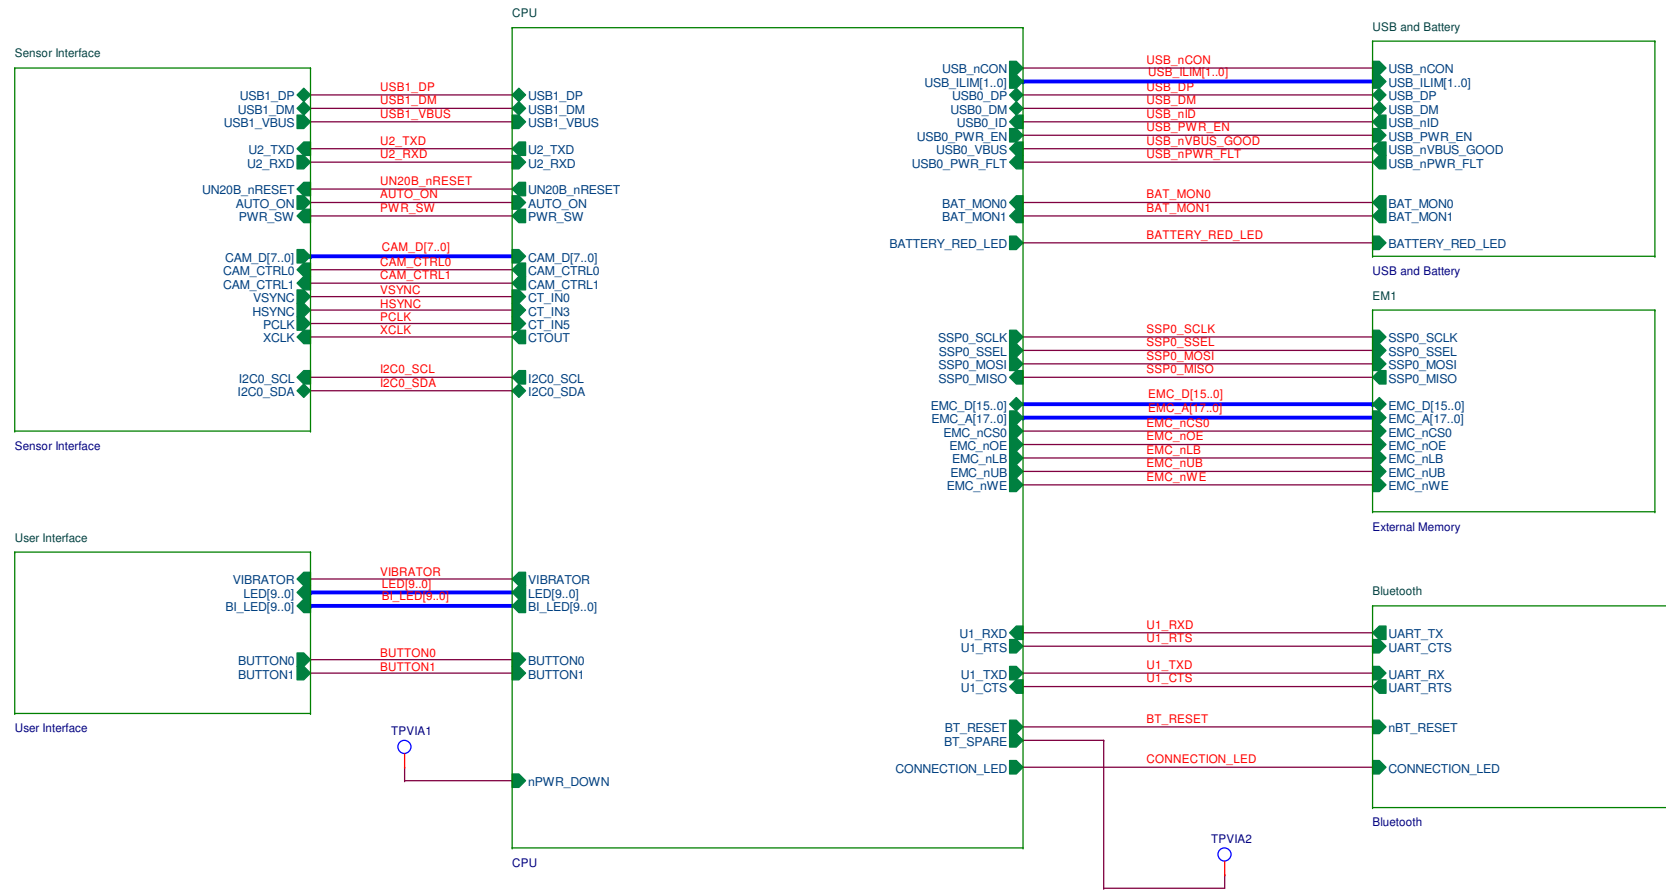 CPU
Sensor Interface
USB1_DP USB1_DP USB1_DP
USB1_DM USB1_DM USB1_DM
USB1_VBUS USB1_VBUS USB1_VBUS
U2_TXD U2_TXD U2_TXD
U2_RXD U2_RXD U2_RXD
UN20B_nRESET UN20B_nRESET UN20B_nRESET
AUTO_ON AUTO_ON AUTO_ON
PWR_SW PWR_SW PWR_SW
CAM_D[7..0] CAM_D[7..0] CAM_D[7..0]
CAM_CTRL0 CAM_CTRL0 CAM_CTRL0
CAM_CTRL1 CAM_CTRL1 CAM_CTRL1
VSYNC VSYNC CT_IN0
HSYNC HSYNC CT_IN3
PCLK PCLK CT_IN5
XCLK XCLK CTOUT
I2C0_SCL I2C0_SCL I2C0_SCL
I2C0_SDA I2C0_SDA I2C0_SDA
Sensor Interface
User Interface
VIBRATOR VIBRATOR VIBRATOR
LED[9..0] LED[9..0] LED[9..0]
BI_LED[9..0] BI_LED[9..0] BI_LED[9..0]
BUTTON0 BUTTON0 BUTTON0
BUTTON1 BUTTON1 BUTTON1
User Interface
TPVIA1
nPWR_DOWN
CPU
USB and Battery
USB_nCON USB_nCON USB_nCON
USB_ILIM[1..0] USB_ILIM[1..0] USB_ILIM[1..0]
USB0_DP USB_DP USB_DP
USB0_DM USB_DM USB_DM
USB0_ID USB_nID USB_nID
USB0_PWR_EN USB_PWR_EN USB_PWR_EN
USB0_VBUS USB_nVBUS_GOOD USB_nVBUS_GOOD
USB0_PWR_FLT USB_nPWR_FLT USB_nPWR_FLT
BAT_MON0 BAT_MON0 BAT_MON0
BAT_MON1 BAT_MON1 BAT_MON1
BATTERY_RED_LED BATTERY_RED_LED BATTERY_RED_LED
USB and Battery
EM1
SSP0_SCLK SSP0_SCLK SSP0_SCLK
SSP0_SSEL SSP0_SSEL SSP0_SSEL
SSP0_MOSI SSP0_MOSI SSP0_MOSI
SSP0_MISO SSP0_MISO SSP0_MISO
EMC_D[15..0] EMC_D[15..0] EMC_D[15..0]
EMC_A[17..0] EMC_A[17..0] EMC_A[17..0]
EMC_nCS0 EMC_nCS0 EMC_nCS0
EMC_nOE EMC_nOE EMC_nOE
EMC_nLB EMC_nLB EMC_nLB
EMC_nUB EMC_nUB EMC_nUB
EMC_nWE EMC_nWE EMC_nWE
External Memory
Bluetooth
U1_RXD U1_RXD UART_TX
U1_RTS U1_RTS UART_CTS
U1_TXD U1_TXD UART_RX
U1_CTS U1_CTS UART_RTS
BT_RESET BT_RESET nBT_RESET
BT_SPARE
CONNECTION_LED CONNECTION_LED CONNECTION_LED
Bluetooth
TPVIA2